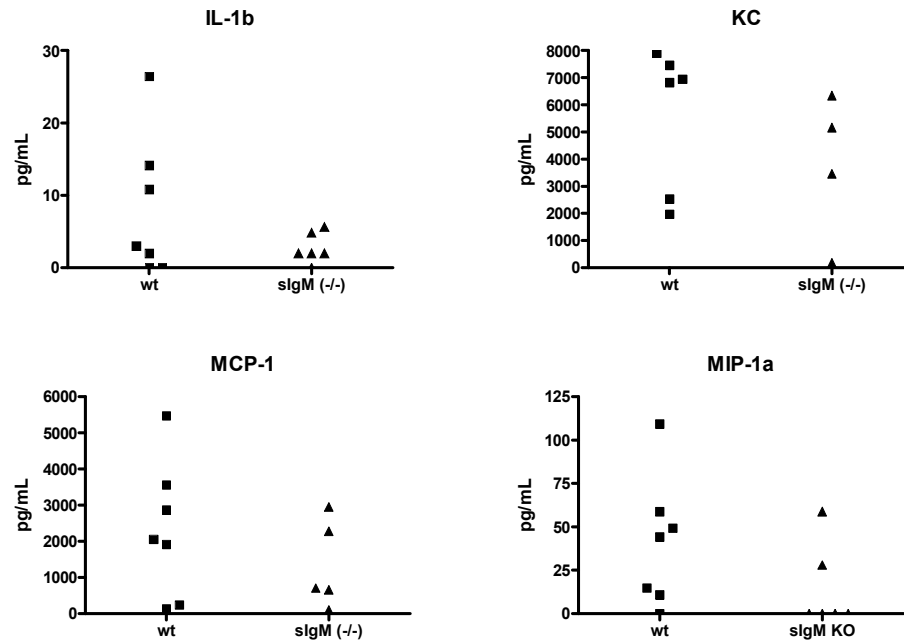 IL-1b
30
20
10
0
pg/mL
wt
sIgM (-/-)
KC
8000
7000
6000
5000
4000
3000
2000
1000
0
pg/mL
wt
sIgM (-/-)
MCP-1
6000
5000
4000
3000
2000
1000
0
pg/mL
wt
sIgM (-/-)
MIP-1a
125
100
75
50
25
0
pg/mL
wt
sIgM KO